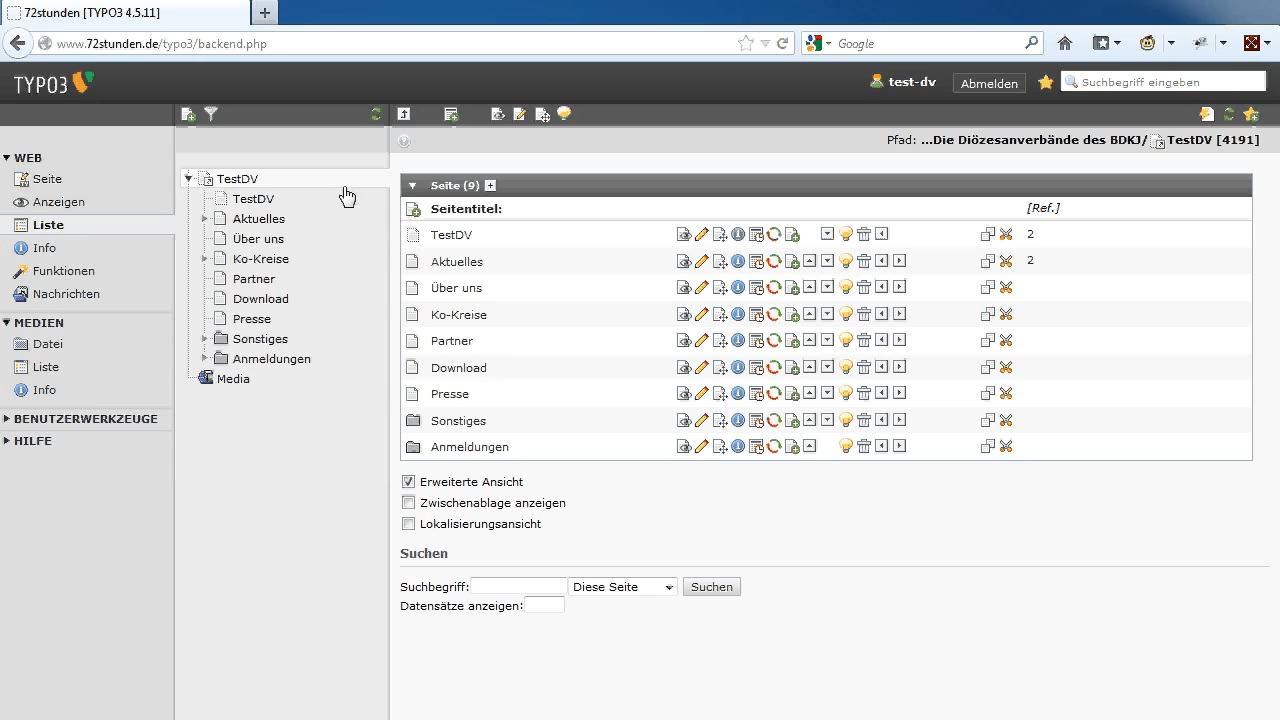 72stunden [TYPO3 4.5.11]
www.72stunden.de/typo3/backend.php
Google
TYPO3
test-dv
Abmelden
Suchbegriff eingeben
Pfad: ...Die Diözesanverbände des BDKJ/ TestDV [4191]
WEB
Seite
Anzeigen
Liste
Info
Funktionen
Nachrichten
MEDIEN
Datei
Liste
Info
BENUTZERWERKZEUGE
HILFE
TestDV
TestDV
Aktuelles
Über uns
Ko-Kreise
Partner
Download
Presse
Sonstiges
Anmeldungen
Media
Seite (9)
Seitentitel: [Ref.]
TestDV 2
Aktuelles 2
Über uns
Ko-Kreise
Partner
Download
Presse
Sonstiges
Anmeldungen
Erweiterte Ansicht
Zwischenablage anzeigen
Lokalisierungsansicht
Suchen
Suchbegriff: Diese Seite Suchen
Datensätze anzeigen: